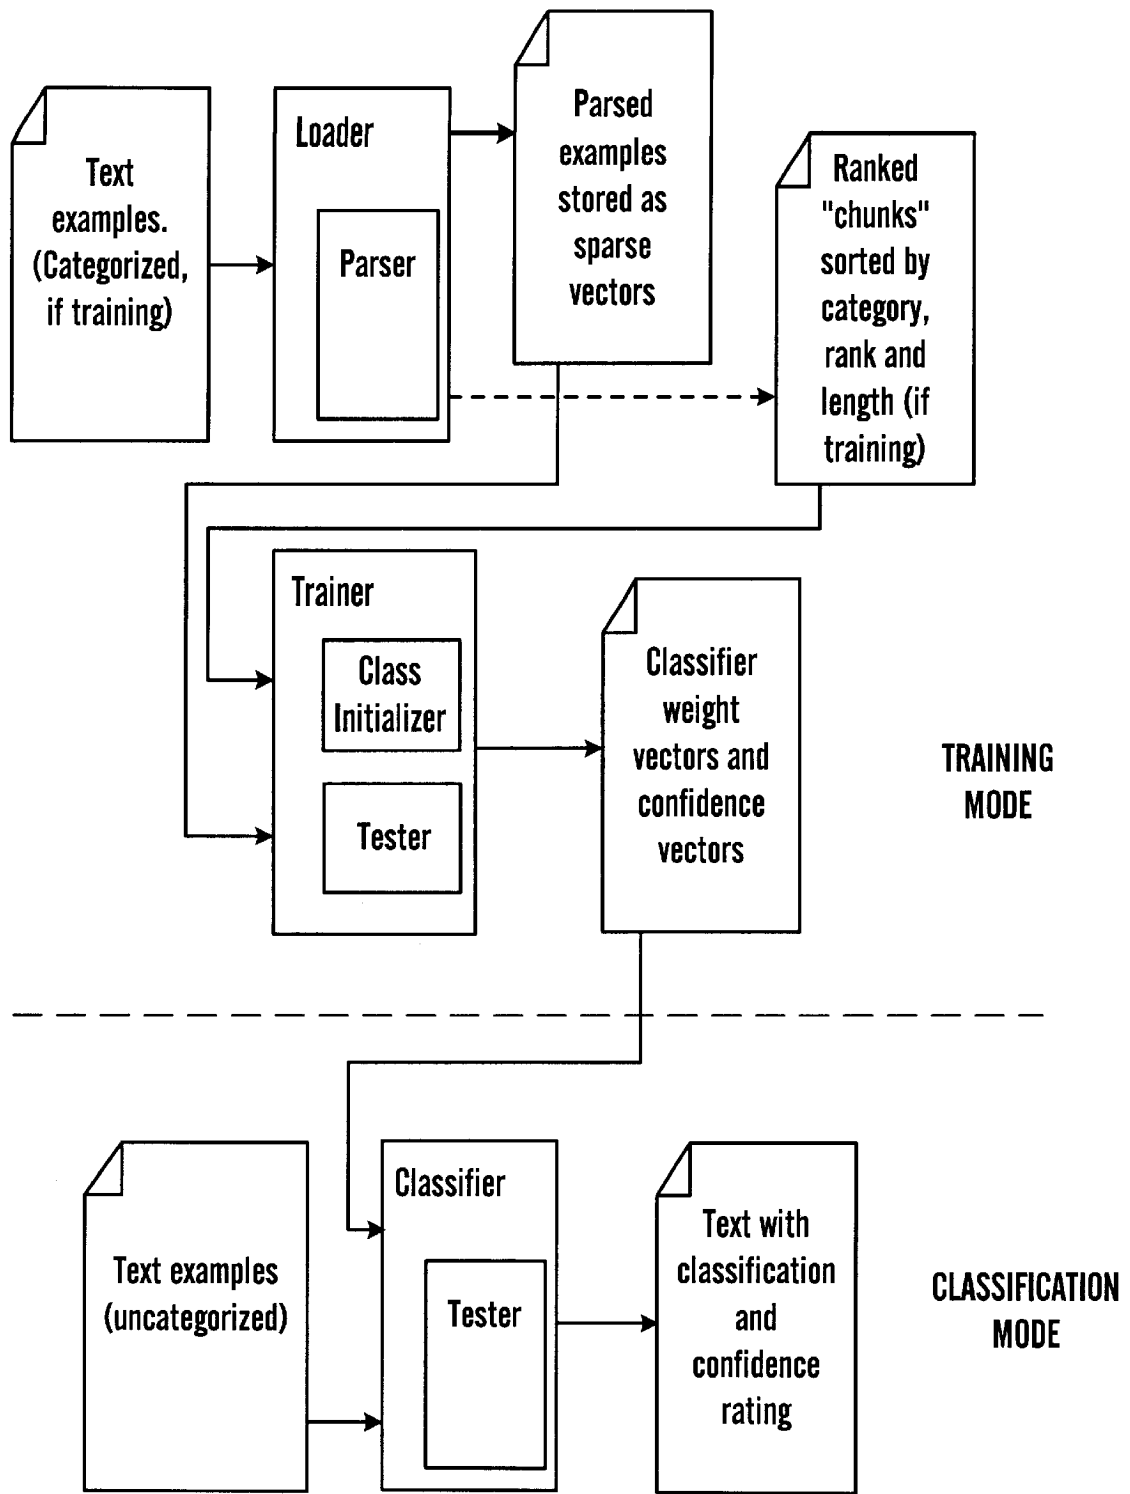 Text
examples.
(Categorized,
if training)
Loader
Parser
Parsed
examples
stored as
sparse
vectors
Ranked
"chunks"
sorted by
category,
rank and
length (if
training)
Trainer
Class
Initializer
Tester
Classifier
weight
vectors and
confidence
vectors
TRAINING
MODE
Text examples
(uncategorized)
Classifier
Tester
Text with
classification
and
confidence
rating
CLASSIFICATION
MODE